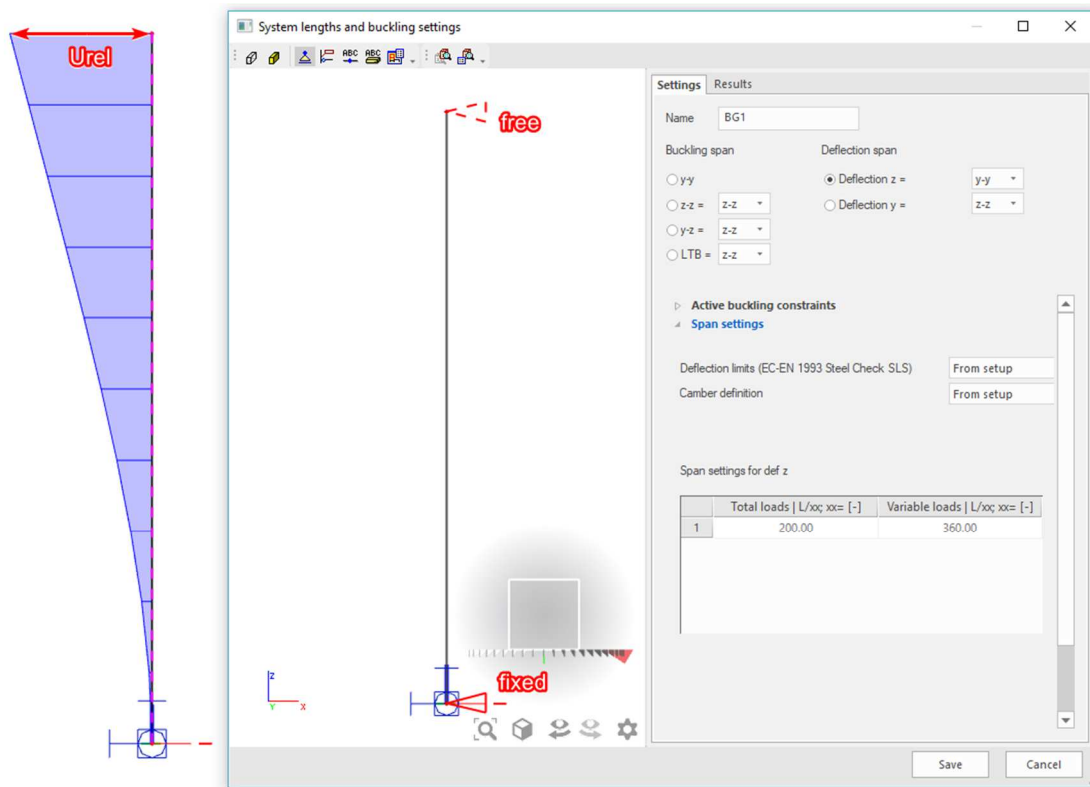 Urel
System lengths and buckling settings
ABC ABC
free
fixed
Z
Y X
Settings Results
Name BG1
Buckling span Deflection span
y-y Deflection z = y-y
z-z = z-z Deflection y = z-z
y-z = z-z
LTB = z-z
Active buckling constraints
Span settings
Deflection limits (EC-EN 1993 Steel Check SLS) From setup
Camber definition From setup
Span settings for def z
Total loads | L/xx; xx= [-] Variable loads | L/xx; xx= [-]
1 200.00 360.00
Save Cancel